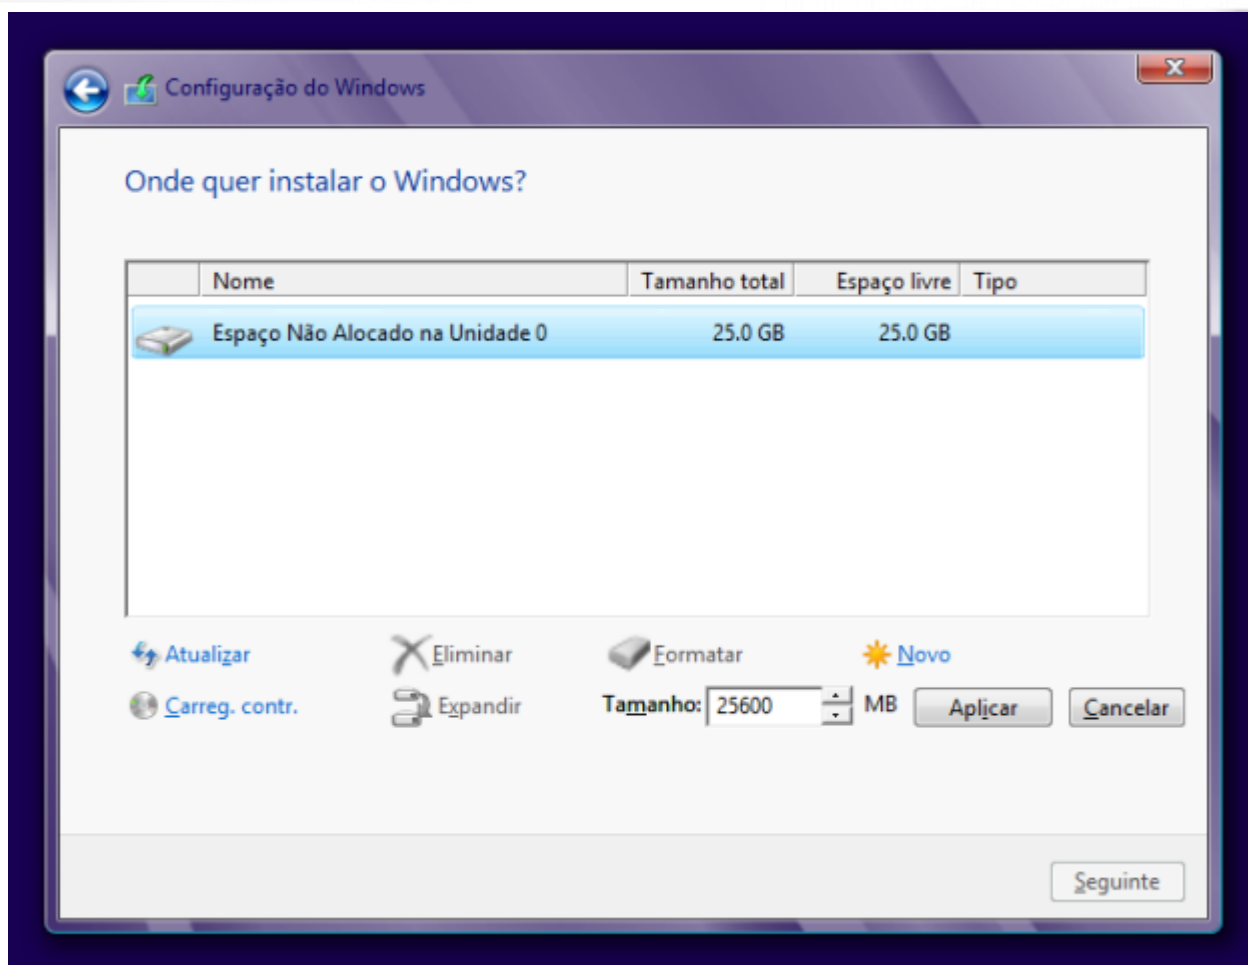 Configuração do Windows
x
Onde quer instalar o Windows?
Nome Tamanho total Espaço livre Tipo
Espaço Não Alocado na Unidade 0 25.0 GB 25.0 GB
Atualizar Eliminar Formatar Novo
Carreg. contr. Expandir Tamanho: 25600 MB Aplicar Cancelar
Seguinte